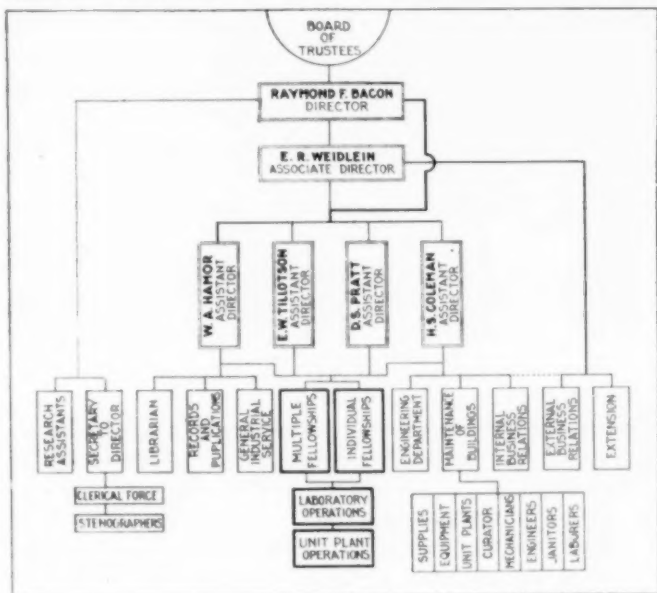 BOARD
OF
TRUSTEES
RAYMOND F. BACON
DIRECTOR
E. R. WEIDLEIN
ASSOCIATE DIRECTOR
W. A. HAMOR
ASSISTANT
DIRECTOR
E.W. TILLOTSON
ASSISTANT
DIRECTOR
D.S. PRATT
ASSISTANT
DIRECTOR
H.S. COLEMAN
ASSISTANT
DIRECTOR
RESEARCH
ASSISTANTS
SECRETARY
TO
DIRECTOR
LIBRARIAN
RECORDS
AND
PUPLICATIONS
GENERAL
INDUSTRIAL
SERVICE
MULTIPLE
FELLOWSHIPS
INDIVIDUAL
FELLOWSHIPS
ENGINEERING
DEPARTMENT
MAINTENANCE
OF
BUILDINGS
INTERNAL
BUSINESS
RELATIONS
EXTERNAL
BUSINESS
RELATIONS
EXTENSION
CLERICAL FORCE
STENOGRAPHERS
LABORATORY
OPERATIONS
UNIT PLANT
OPERATIONS
SUPPLIES
EQUIPMENT
UNIT PLANTS
CURATOR
MECHANICIANS
ENGINEERS
JANITORS
LABORERS